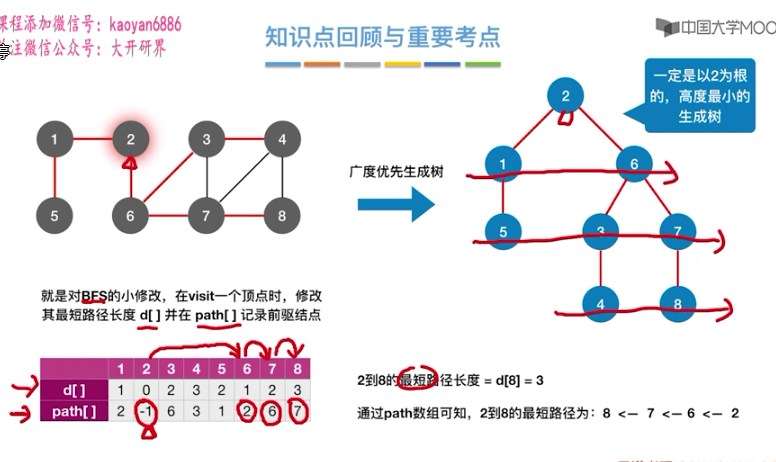 课程添加微信号：kaoyan6886
关注微信公众号：大开研界
知识点回顾与重要考点
中国大学MOO
一定是以2为根
的，高度最小的
生成树
1 2 3 4
5 6 7 8
广度优先生成树
2
1 6
5 3 7
4 8
就是对BFS的小修改，在visit一个顶点时，修改
其最短路径长度 d[ ] 并在 path[ ] 记录前驱结点
1 2 3 4 5 6 7 8
d[ ] 1 0 2 3 2 1 2 3
path[ ] 2 -1 6 3 1 2 6 7
2到8的最短路径长度 = d[8] = 3
通过path数组可知，2到8的最短路径为：8 <— 7 <— 6 <— 2